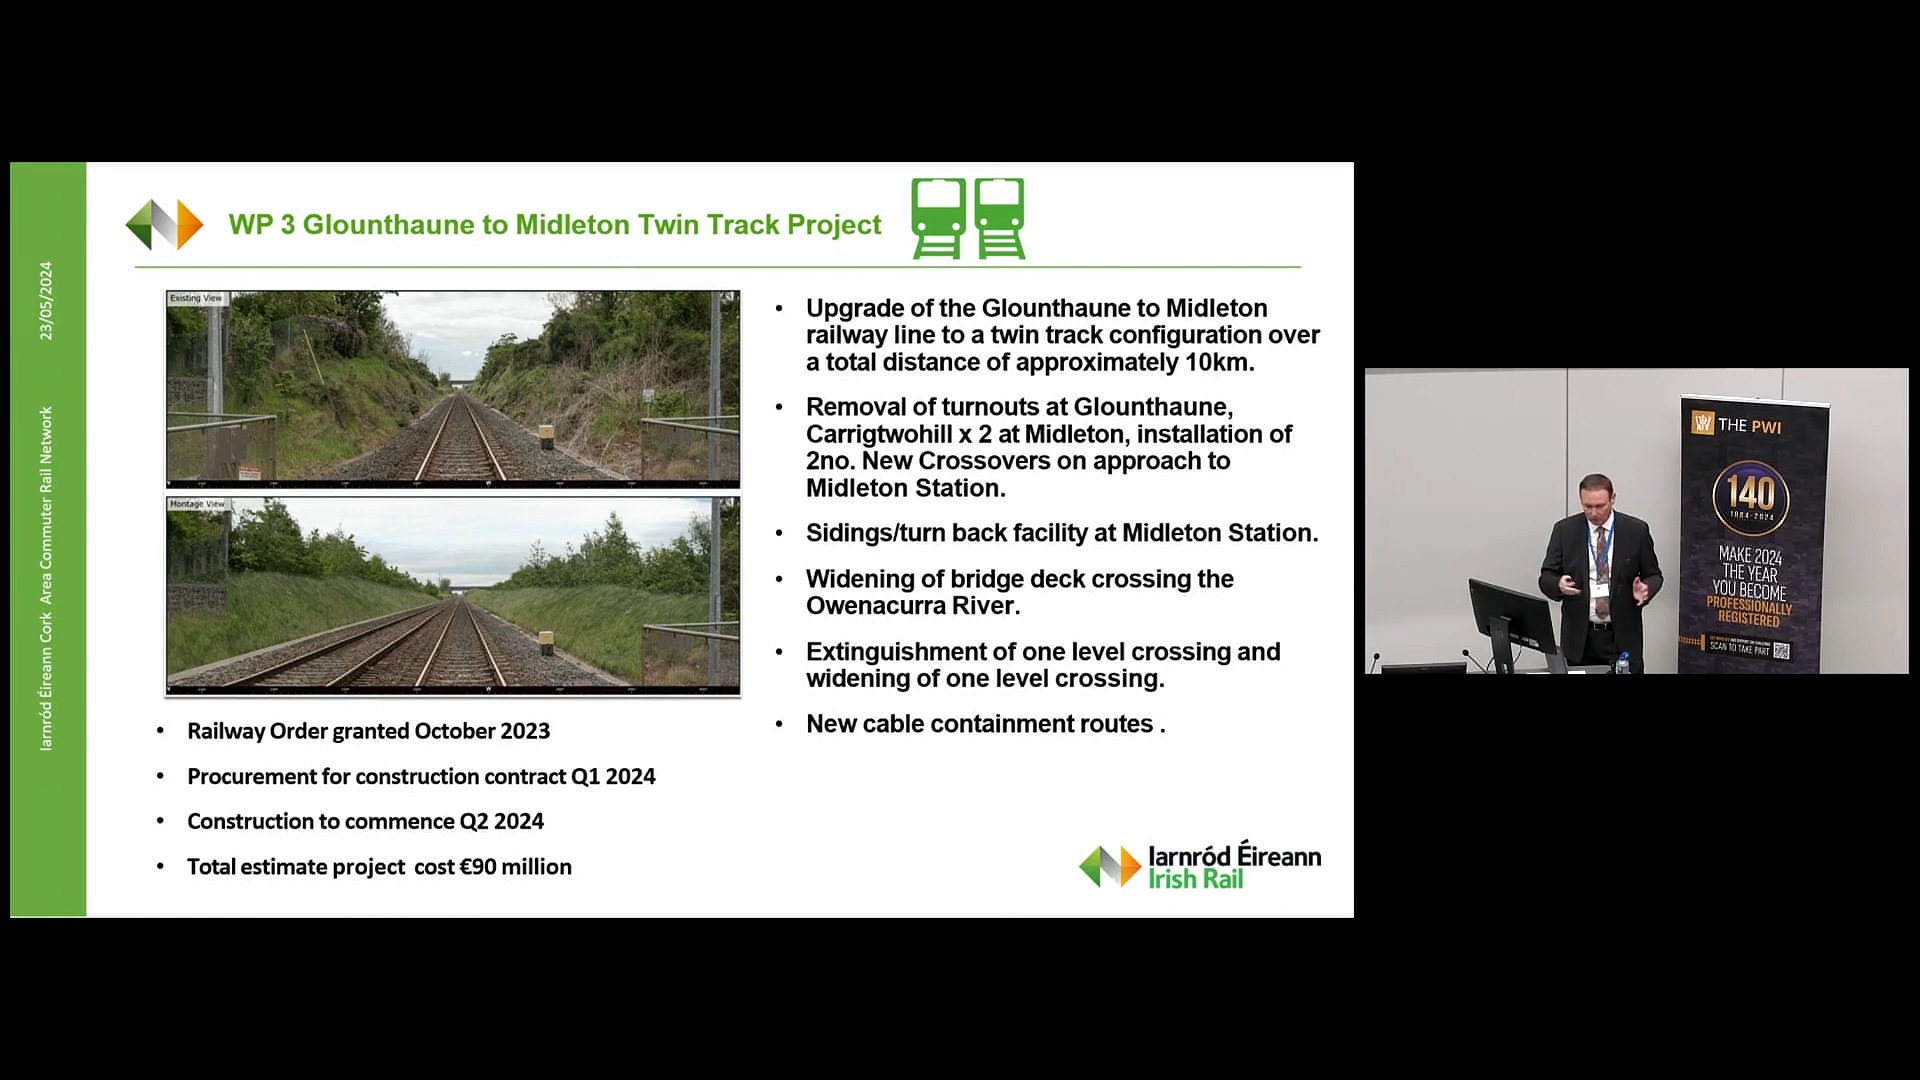 23/05/2024
Iarnród Éireann Cork Area Commuter Rail Network
WP 3 Glounthaune to Midleton Twin Track Project
Existing View
Montage View
• Railway Order granted October 2023
• Procurement for construction contract Q1 2024
• Construction to commence Q2 2024
• Total estimate project cost €90 million
• Upgrade of the Glounthaune to Midleton
railway line to a twin track configuration over
a total distance of approximately 10km.
• Removal of turnouts at Glounthaune,
Carrigtwohill x 2 at Midleton, installation of
2no. New Crossovers on approach to
Midleton Station.
• Sidings/turn back facility at Midleton Station.
• Widening of bridge deck crossing the
Owenacurra River.
• Extinguishment of one level crossing and
widening of one level crossing.
• New cable containment routes .
Iarnród Éireann
Irish Rail
THE PWI
140
1884-2024
MAKE 2024
THE YEAR
YOU BECOME
PROFESSIONALLY
REGISTERED
SCAN TO TAKE PART